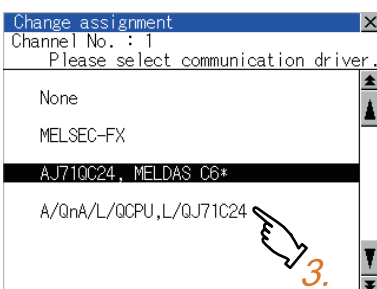 Change assignment
Channel No. : 1
Please select communication driver.
None
MELSEC-FX
AJ71QC24, MELDAS C6*
A/QnA/L/QCPU,L/QJ71C24
3.